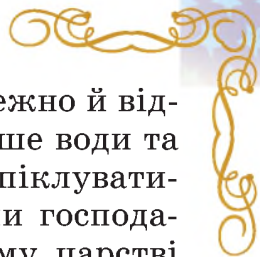 ежно й від-
ше води та
піклувати-
и господа-
му царстві